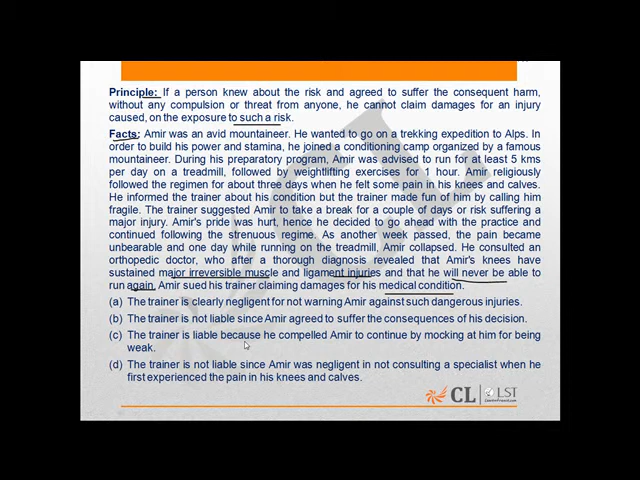 Principle: If a person knew about the risk and agreed to suffer the consequent harm,
without any compulsion or threat from anyone, he cannot claim damages for an injury
caused, on the exposure to such a risk.
Facts: Amir was an avid mountaineer. He wanted to go on a trekking expedition to Alps. In
order to build his power and stamina, he joined a conditioning camp organized by a famous
mountaineer. During his preparatory program, Amir was advised to run for at least 5 kms
per day on a treadmill, followed by weightlifting exercises for 1 hour. Amir religiously
followed the regimen for about three days when he felt some pain in his knees and calves.
He informed the trainer about his condition but the trainer made fun of him by calling him
fragile. The trainer suggested Amir to take a break for a couple of days or risk suffering a
major injury. Amir's pride was hurt, hence he decided to go ahead with the practice and
continued following the strenuous regime. As another week passed, the pain became
unbearable and one day while running on the treadmill, Amir collapsed. He consulted an
orthopedic doctor, who after a thorough diagnosis revealed that Amir's knees have
sustained major irreversible muscle and ligament injuries and that he will never be able to
run again. Amir sued his trainer claiming damages for his medical condition.
(a) The trainer is clearly negligent for not warning Amir against such dangerous injuries.
(b) The trainer is not liable since Amir agreed to suffer the consequences of his decision.
(c) The trainer is liable because he compelled Amir to continue by mocking at him for being
weak.
(d) The trainer is not liable since Amir was negligent in not consulting a specialist when he
first experienced the pain in his knees and calves.
CL LST